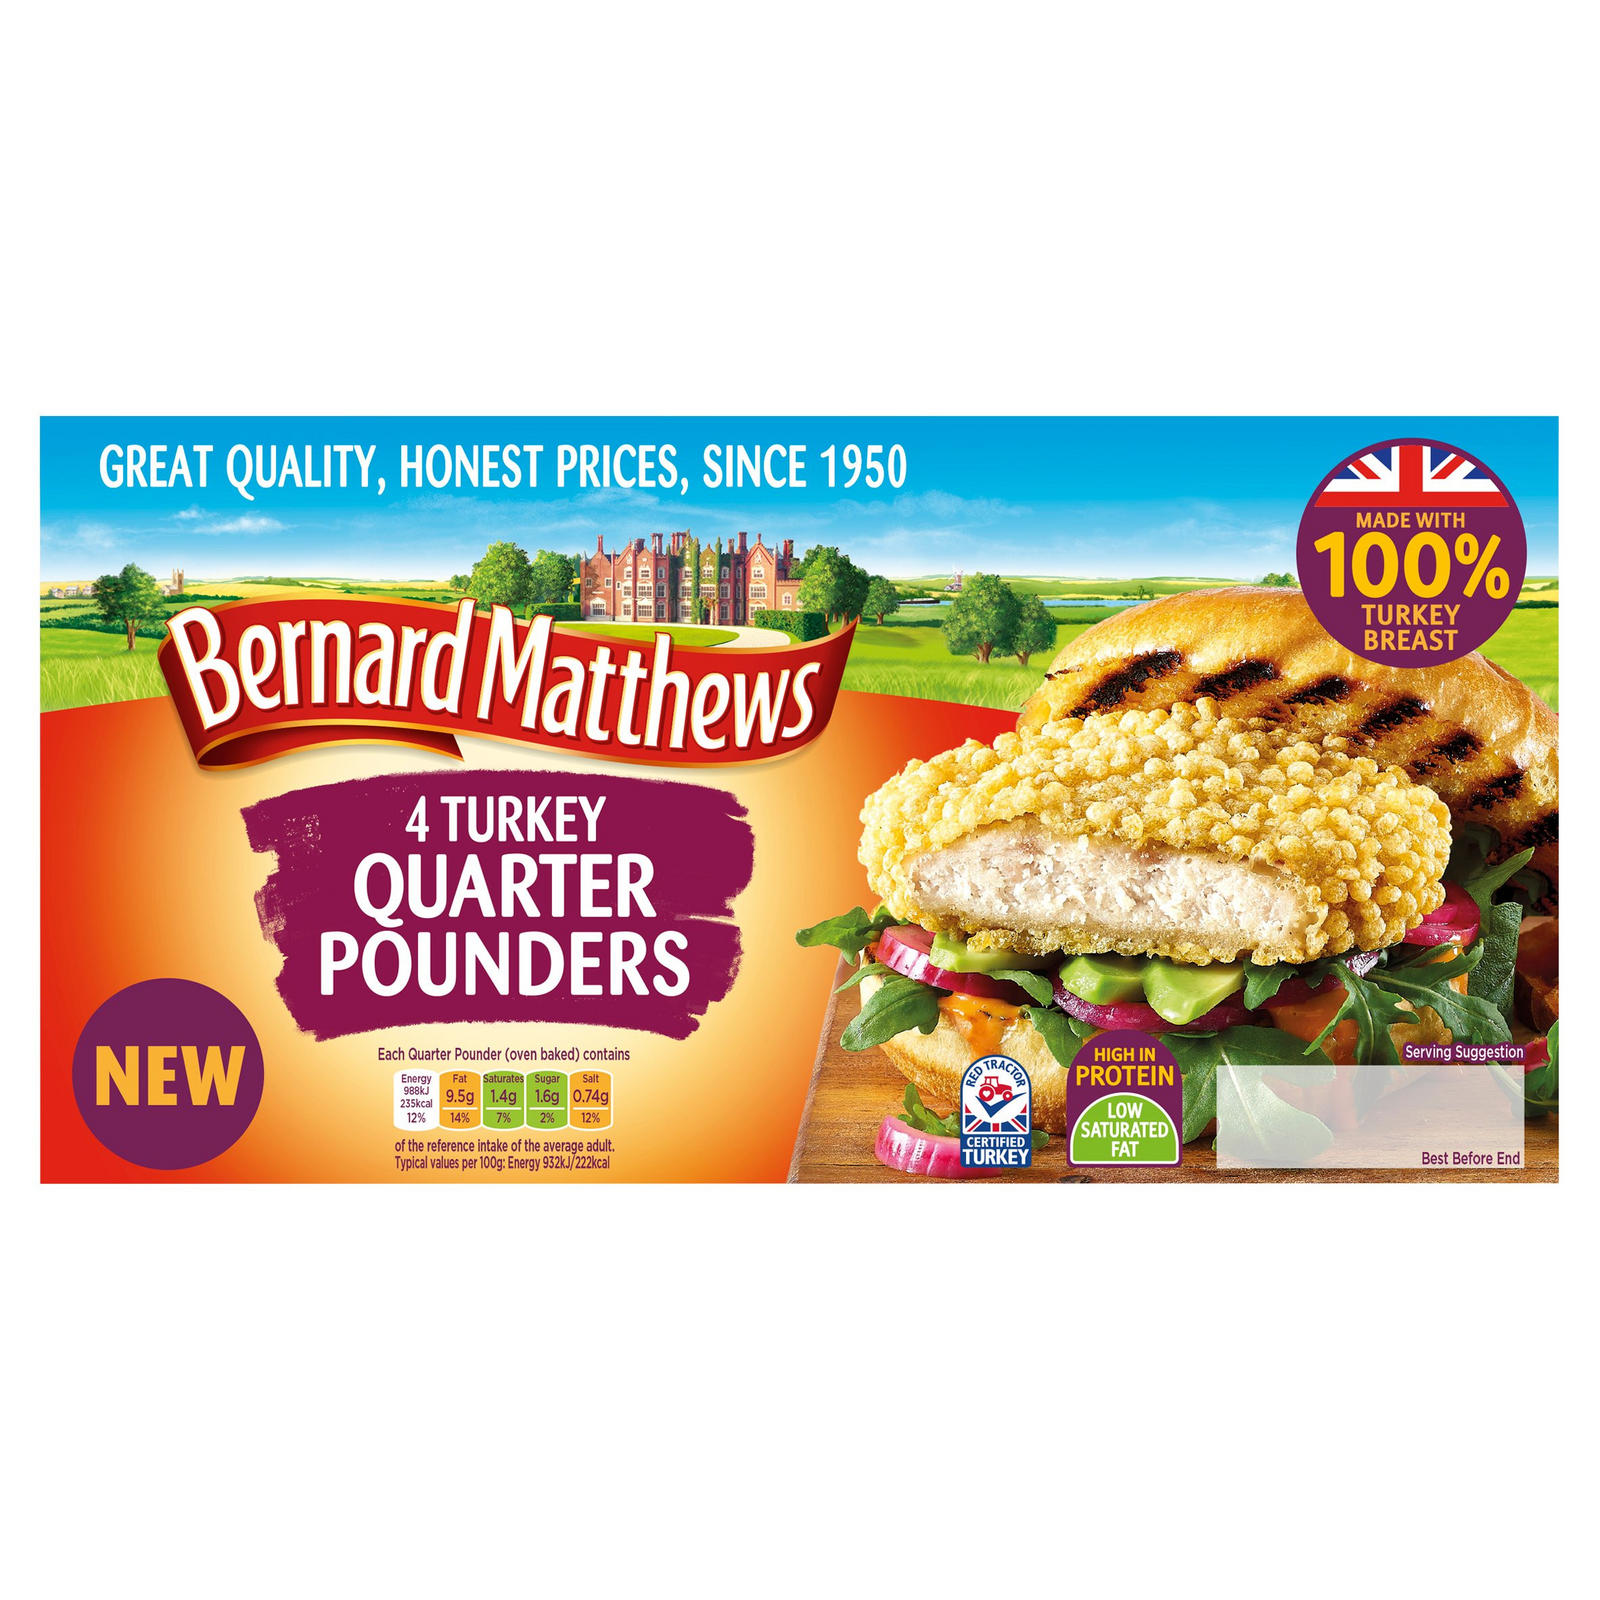 GREAT QUALITY, HONEST PRICES, SINCE 1950
MADE WITH
100%
TURKEY
BREAST
Bernard Matthews
4 TURKEY
QUARTER
POUNDERS
NEW
Each Quarter Pounder (oven baked) contains
Energy
988kJ
235kcal
12%
Fat
9.5g
14%
Saturates
1.4g
7%
Sugar
1.6g
2%
Salt
0.74g
12%
of the reference intake of the average adult.
Typical values per 100g: Energy 932kJ/222kcal
RED TRACTOR
CERTIFIED
TURKEY
HIGH IN
PROTEIN
LOW
SATURATED
FAT
Serving Suggestion
Best Before End